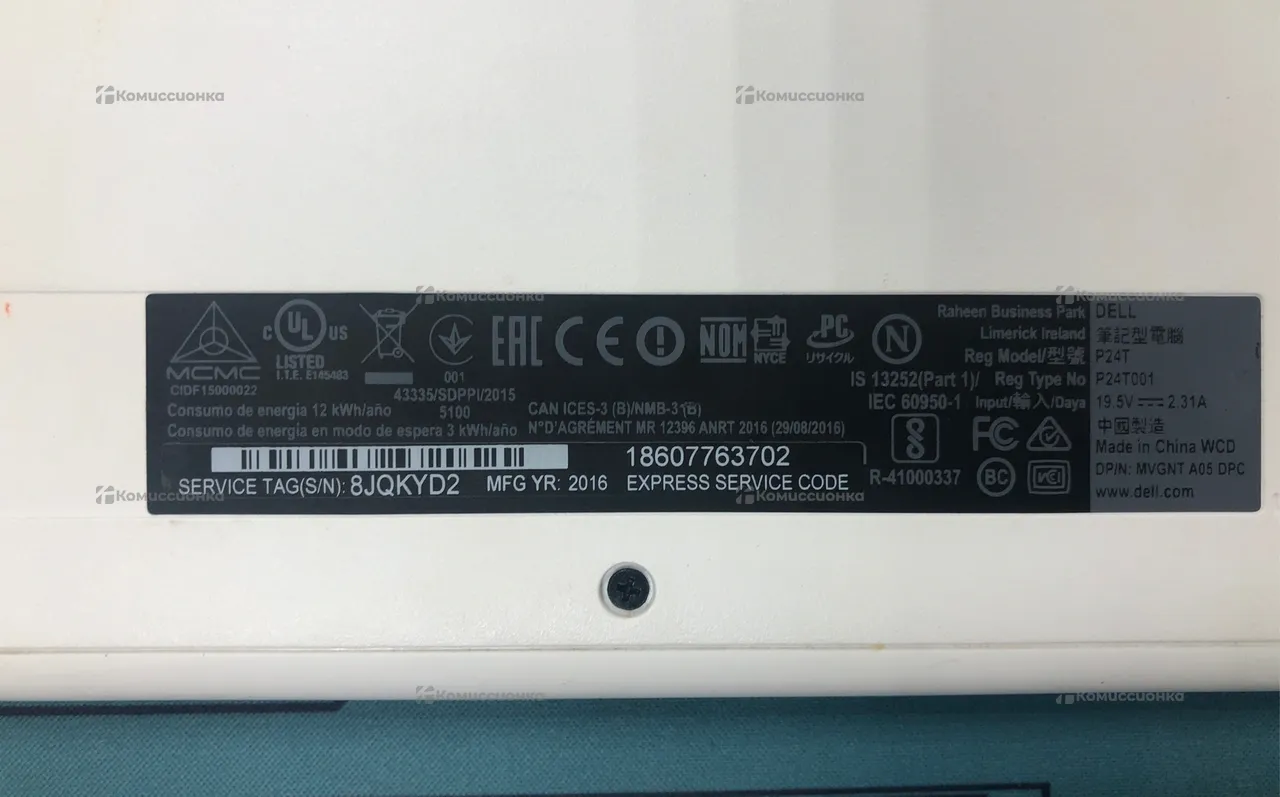 Комиссионка
Комиссионка
Комиссионка
Комиссионка
MCMC
CIDF15000022
C UL US
LISTED
I.T.E. E145483
001
43335/SDPPI/2015
5100
EAC CE
NOM
NYCE
PC
リサイクル
N
Consumo de energia 12 kWh/año
Consumo de energia en modo de espera 3 kWh/año
CAN ICES-3 (B)/NMB-3 (B)
N°D'AGRÉMENT MR 12396 ANRT 2016 (29/08/2016)
18607763702
SERVICE TAG(S/N): 8JQKYD2 MFG YR: 2016 EXPRESS SERVICE CODE
Raheen Business Park
Limerick Ireland
Reg Model/型號
IS 13252(Part 1)/ Reg Type No
IEC 60950-1 Input/輸入/Daya
R-41000337
FC
BC
VCI
DELL
筆記型電腦
P24T
P24T001
19.5V⎓2.31A
中國製造
Made in China WCD
DP/N: MVGNT A05 DPC
www.dell.com
Комиссионка
Комиссионка
Комиссионка
Комиссионка